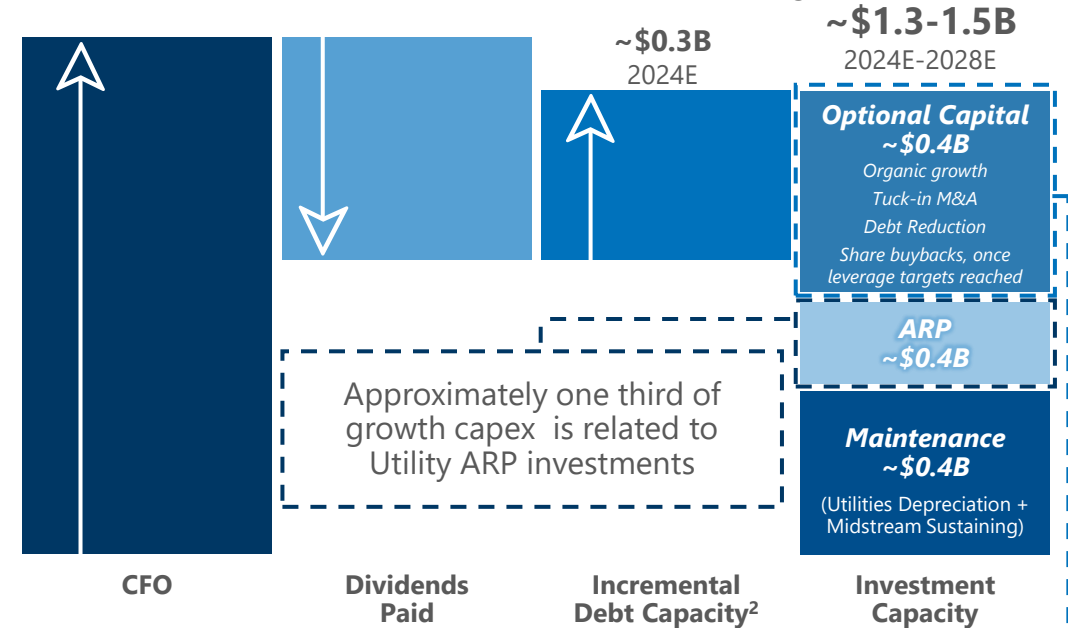 ~$0.3B
2024E
~$1.3-1.5B
2024E-2028E
Optional Capital
~$0.4B
Organic growth
Tuck-in M&A
Debt Reduction
Share buybacks, once
leverage targets reached
ARP
~$0.4B
Approximately one third of
growth capex is related to
Utility ARP investments
Maintenance
~$0.4B
(Utilities Depreciation +
Midstream Sustaining)
CFO
Dividends
Paid
Incremental
Debt Capacity²
Investment
Capacity